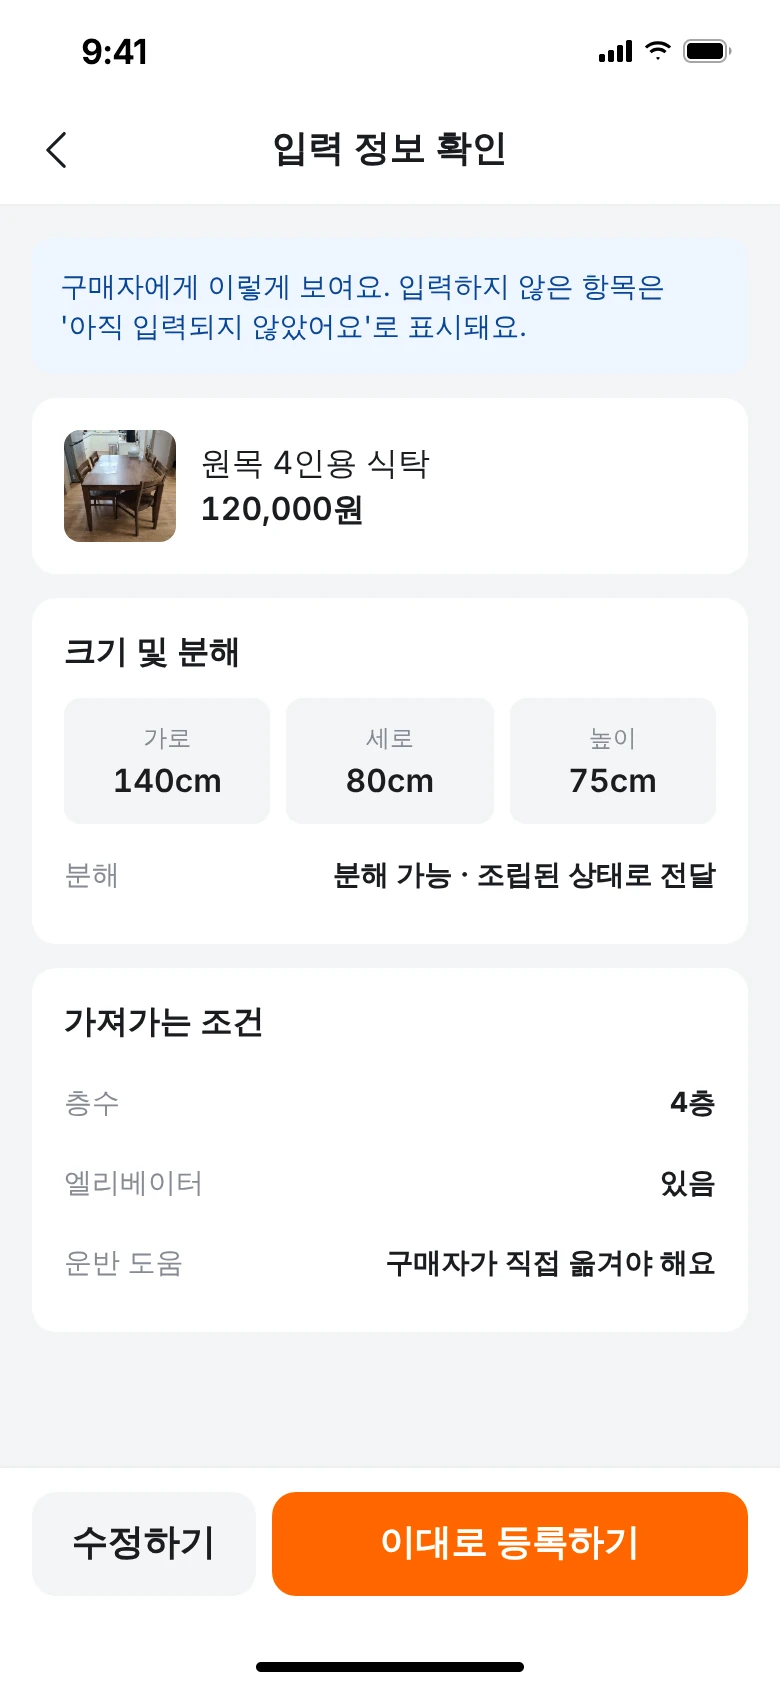 9:41
입력 정보 확인
구매자에게 이렇게 보여요. 입력하지 않은 항목은
'아직 입력되지 않았어요'로 표시돼요.
원목 4인용 식탁
120,000원
크기 및 분해
가로 세로 높이
140cm 80cm 75cm
분해 분해 가능 · 조립된 상태로 전달
가져가는 조건
층수 4층
엘리베이터 있음
운반 도움 구매자가 직접 옮겨야 해요
수정하기 이대로 등록하기